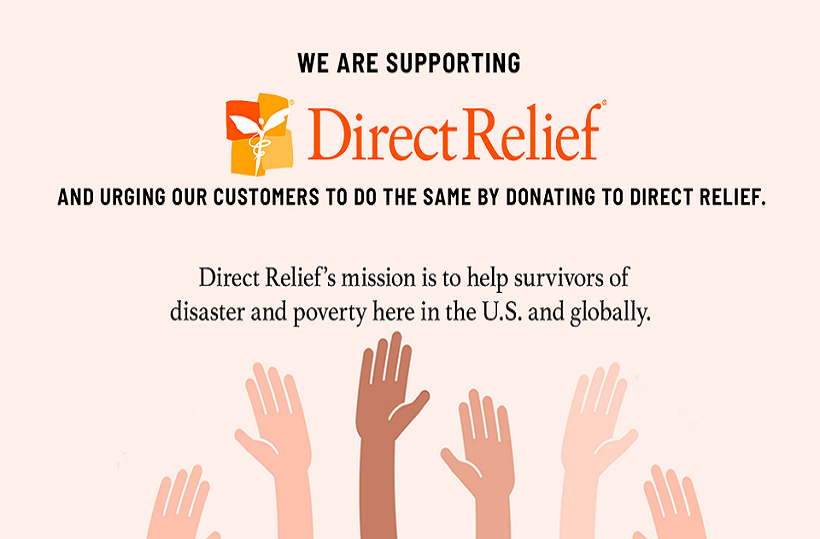 WE ARE SUPPORTING
DirectRelief®
AND URGING OUR CUSTOMERS TO DO THE SAME BY DONATING TO DIRECT RELIEF.
Direct Relief’s mission is to help survivors of
disaster and poverty here in the U.S. and globally.